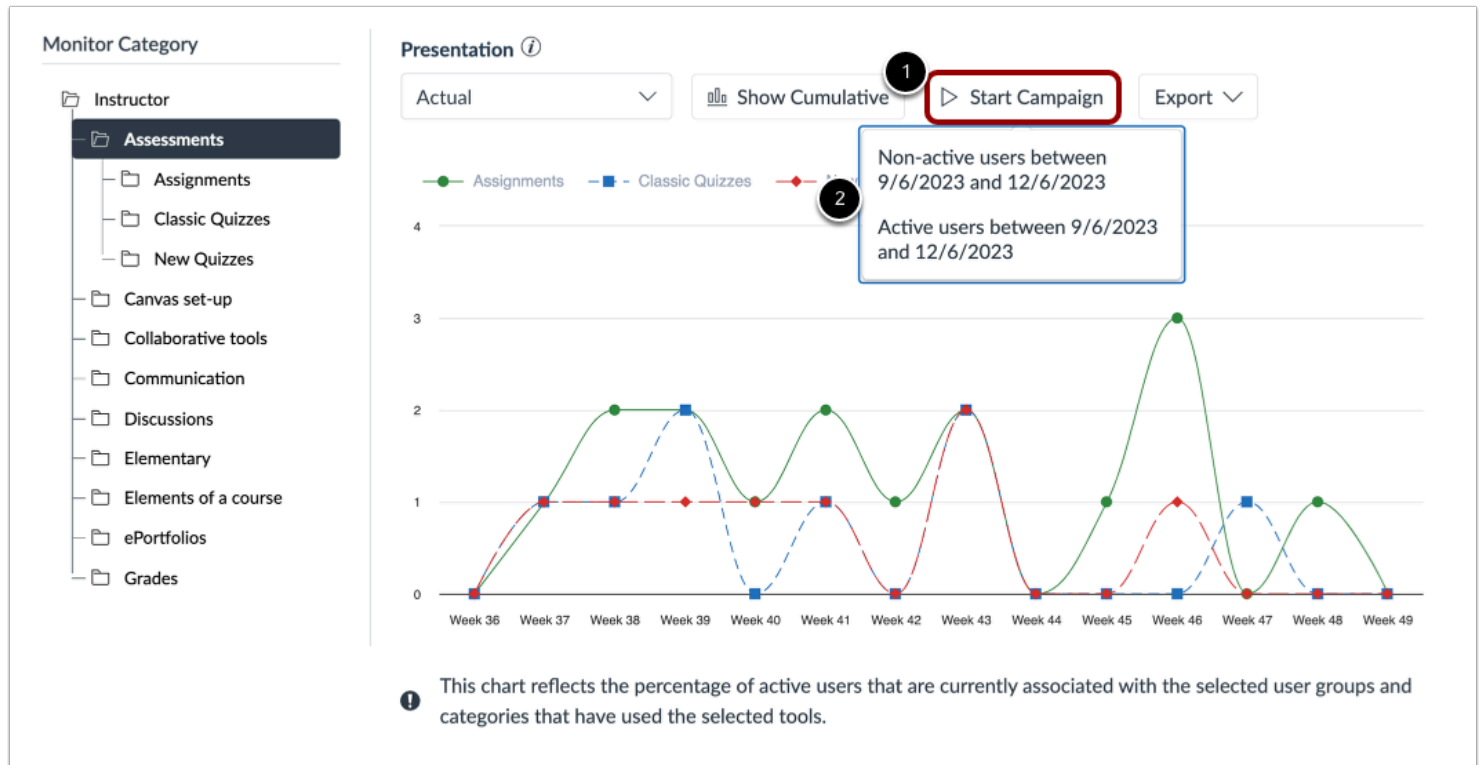 Monitor Category
Instructor
Assessments
Assignments
Classic Quizzes
New Quizzes
Canvas set-up
Collaborative tools
Communication
Discussions
Elementary
Elements of a course
ePortfolios
Grades
Presentation
Actual
Show Cumulative
1
Start Campaign
Export
Non-active users between
9/6/2023 and 12/6/2023
2
Active users between 9/6/2023
and 12/6/2023
Assignments Classic Quizzes
4
3
2
1
0
Week 36 Week 37 Week 38 Week 39 Week 40 Week 41 Week 42 Week 43 Week 44 Week 45 Week 46 Week 47 Week 48 Week 49
This chart reflects the percentage of active users that are currently associated with the selected user groups and
categories that have used the selected tools.